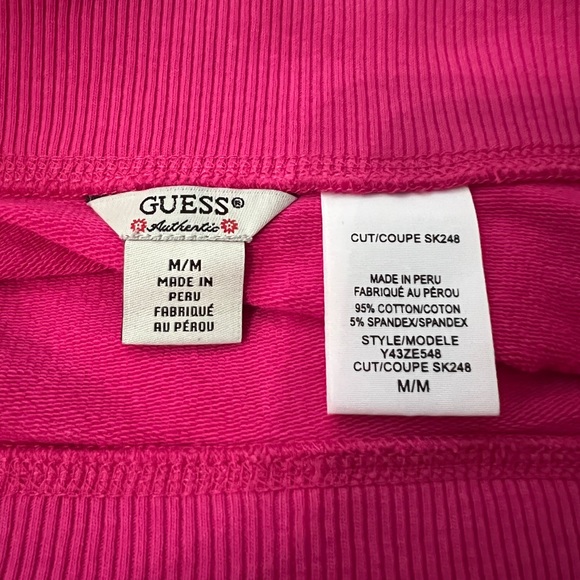 GUESS®
Authentic
M/M
MADE IN
PERU
FABRIQUÉ
AU PÉROU
CUT/COUPE SK248
MADE IN PERU
FABRIQUÉ AU PÉROU
95% COTTON/COTON
5% SPANDEX/SPANDEX
STYLE/MODELE
Y43ZE548
CUT/COUPE SK248
M/M